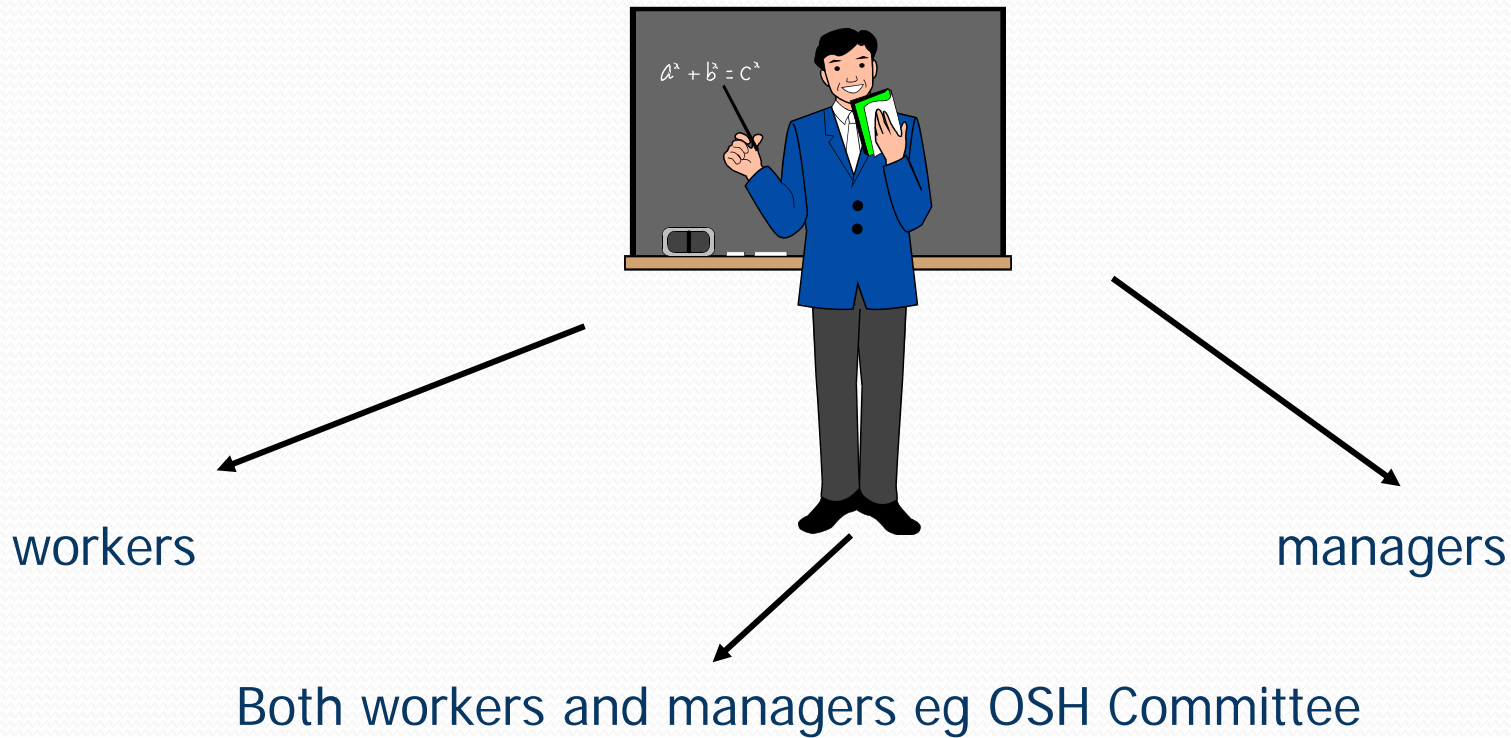 a² + b² = c²
workers
managers
Both workers and managers eg OSH Committee